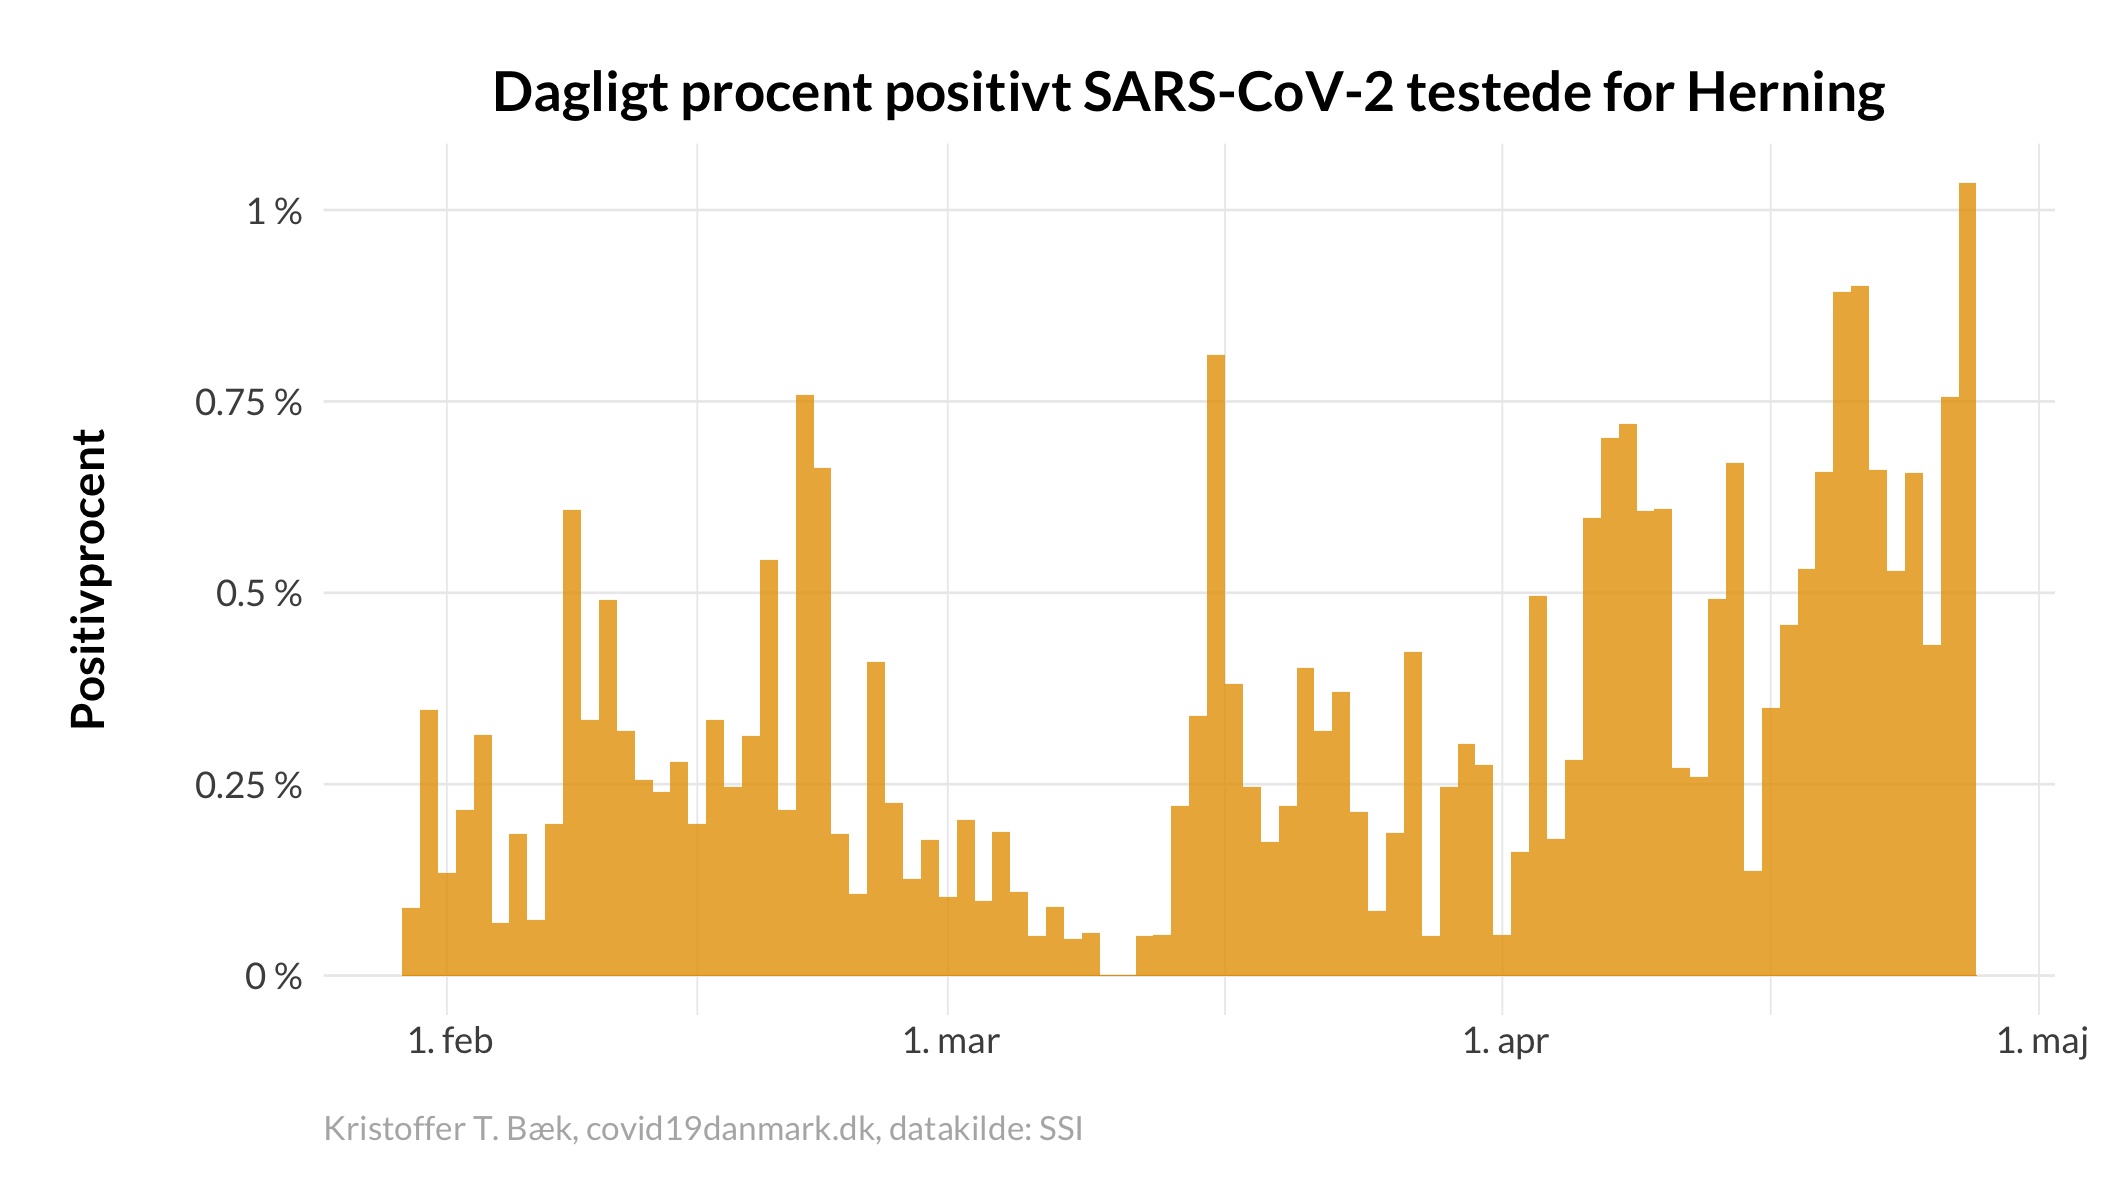 Dagligt procent positivt SARS-CoV-2 testede for Herning
Positivprocent
1 %
0.75 %
0.5 %
0.25 %
0 %
1. feb
1. mar
1. apr
1. maj
Kristoffer T. Bæk, covid19danmark.dk, datakilde: SSI